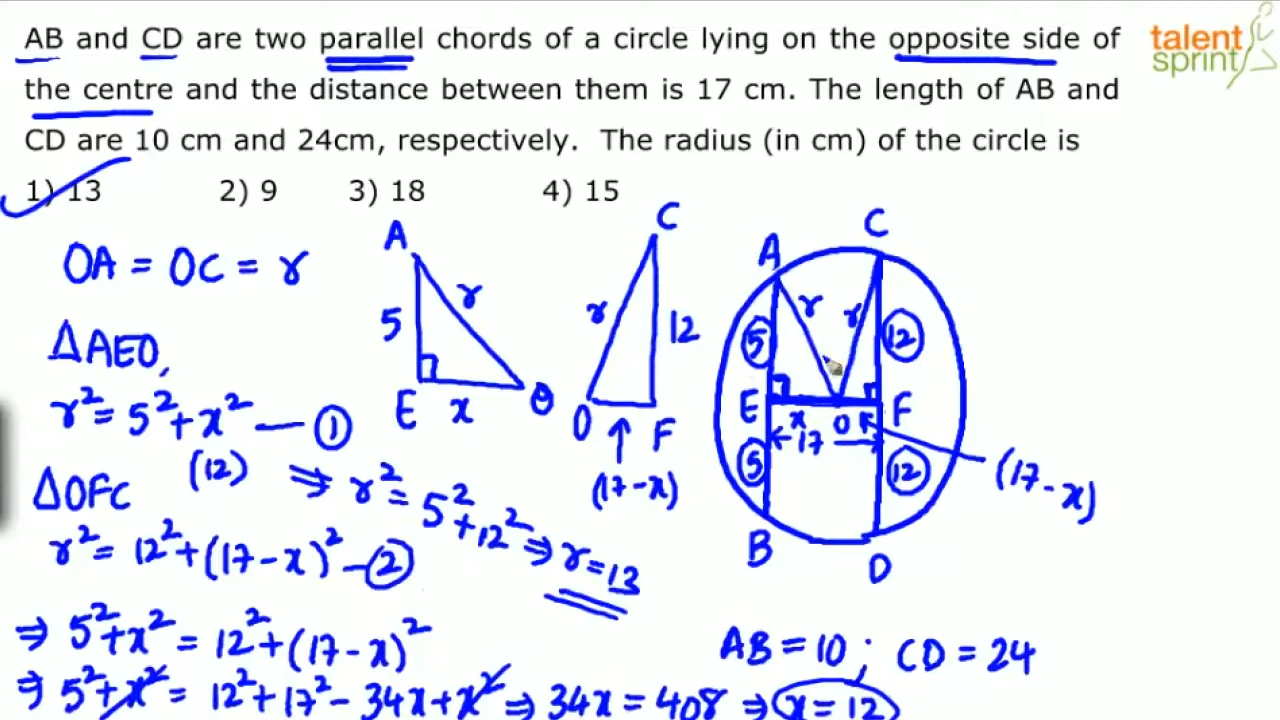 AB and CD are two parallel chords of a circle lying on the opposite side of
the centre and the distance between them is 17 cm. The length of AB and
CD are 10 cm and 24cm, respectively. The radius (in cm) of the circle is
1) 13 2) 9 3) 18 4) 15
talent
sprint
OA = OC = r
ΔAEO,
r² = 5² + x² — ①
(12)
⇒ r² = 5² + 12² ⇒ r = 13
ΔOFC
r² = 12² + (17 - x)² — ②
⇒ 5² + x² = 12² + (17 - x)²
⇒ 5² + x² = 12² + 17² - 34x + x² ⇒ 34x = 408 ⇒ x = 12
A
5
r
E
x
O
C
r
12
O
F
(17-x)
A
C
r
r
5
12
E
x
O
F
17
5
12
(17-x)
B
D
AB = 10 ; CD = 24